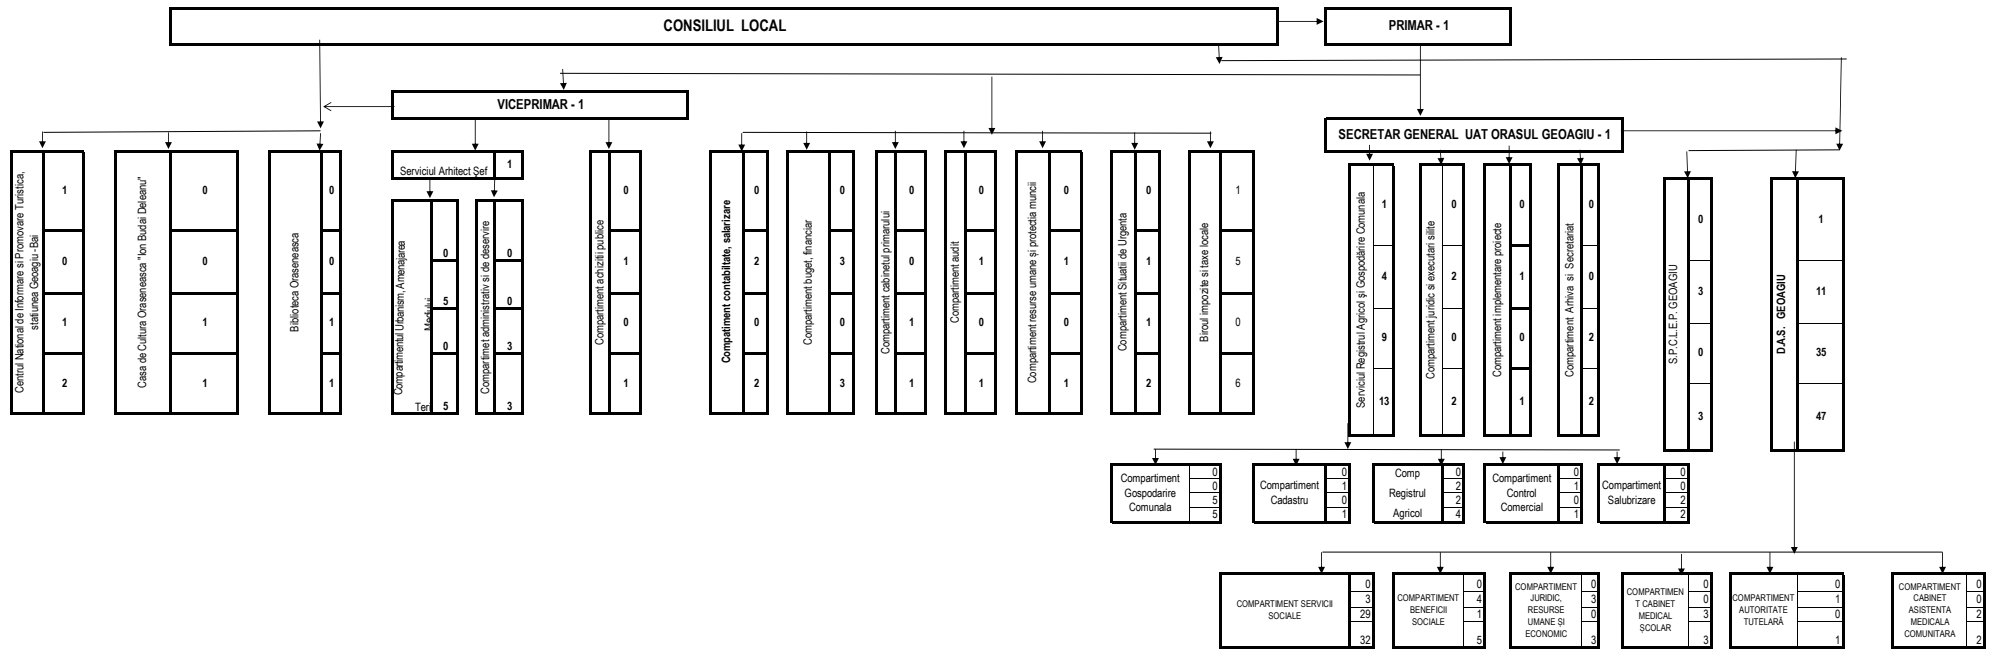 CONSILIUL LOCAL
PRIMAR - 1
VICEPRIMAR - 1
SECRETAR GENERAL UAT ORASUL GEOAGIU - 1
Centrul National de Informare si Promovare Turistica,
statiunea Geoagiu -Bai
1
0
1
2
Casa de Cultura Oraseneasca "Ion Budai Deleanu"
0
0
1
1
Biblioteca Oraseneasca
0
0
1
1
Serviciul Arhitect Șef
1
Compartimentul Urbanism, Amenajarea
Mediului
Teri
0
5
0
5
Compartimet administrativ si de deservire
0
0
3
3
Compartiment achizitii publice
0
1
0
1
Compatiment contabiltate, salarizare
0
2
0
2
Compartiment buget, financiar
0
3
0
3
Compartiment cabinetul primarului
0
0
1
1
Compartiment audit
0
1
0
1
Compartiment resurse umane și protectia muncii
0
1
0
1
Compartiment Situatii de Urgenta
0
1
1
2
Biroul impozite si taxe locale
1
5
0
6
Serviciul Registrul Agricol și Gospodărire Comunala
1
4
9
13
Compartiment juridic si executari silite
0
2
0
2
Compartiment implementare proiecte
0
1
0
1
Compartiment Arhiva si Secretariat
0
0
2
2
S.P.C.L.E.P. GEOAGIU
0
3
0
3
D.A.S. GEOAGIU
1
11
35
47
Compartiment
Gospodarire
Comunala
0
0
5
5
Compartiment
Cadastru
0
1
0
1
Comp
Registrul
Agricol
0
2
2
4
Compartiment
Control
Comercial
0
1
0
1
Compartiment
Salubrizare
0
0
2
2
COMPARTIMENT SERVICII
SOCIALE
0
3
29
32
COMPARTIMENT
BENEFICII
SOCIALE
0
4
1
5
COMPARTIMENT
JURIDIC,
RESURSE
UMANE ȘI
ECONOMIC
0
3
0
3
COMPARTIMEN
T CABINET
MEDICAL
ȘCOLAR
0
0
3
3
COMPARTIMENT
AUTORITATE
TUTELARĂ
0
1
0
1
COMPARTIMENT
CABINET
ASISTENTA
MEDICALA
COMUNITARA
0
0
2
2